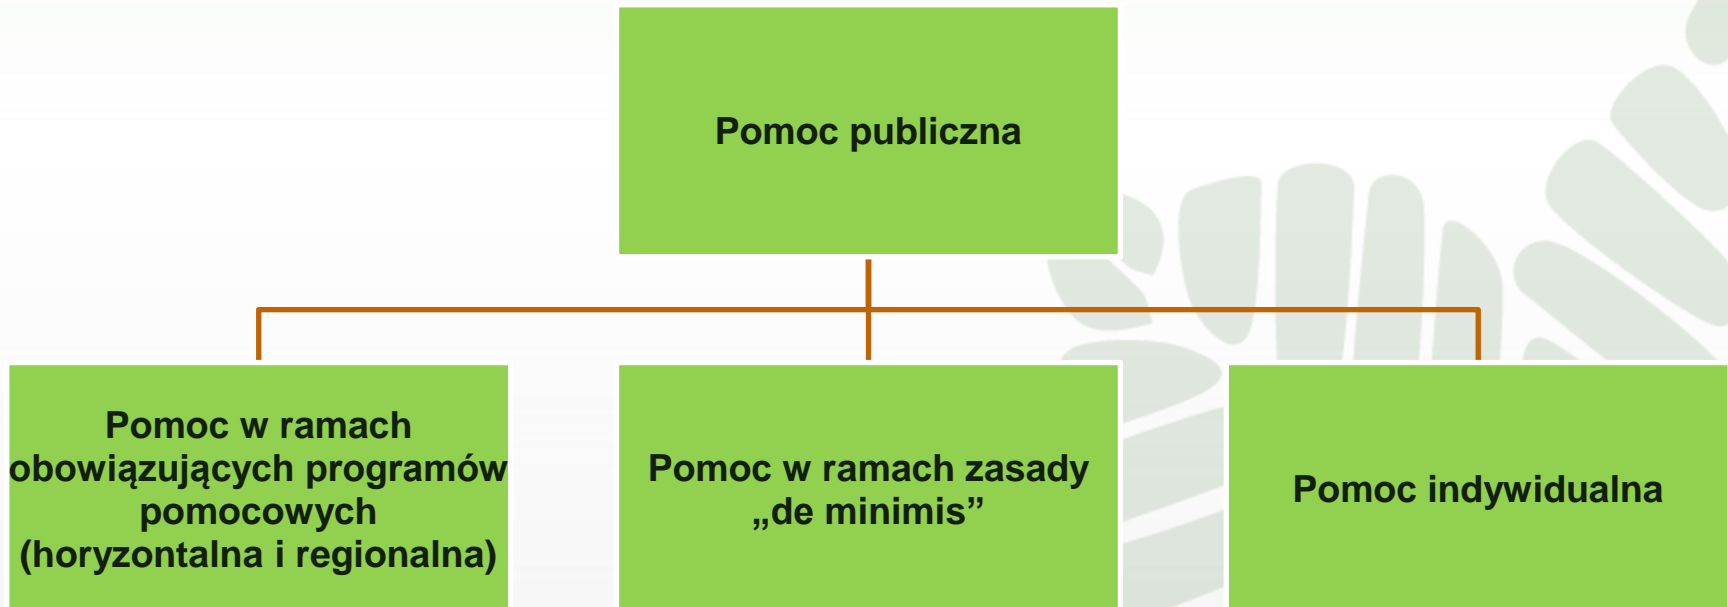 Pomoc publiczna
Pomoc w ramach
obowiązujących programów
pomocowych
(horyzontalna i regionalna)
Pomoc w ramach zasady
„de minimis”
Pomoc indywidualna